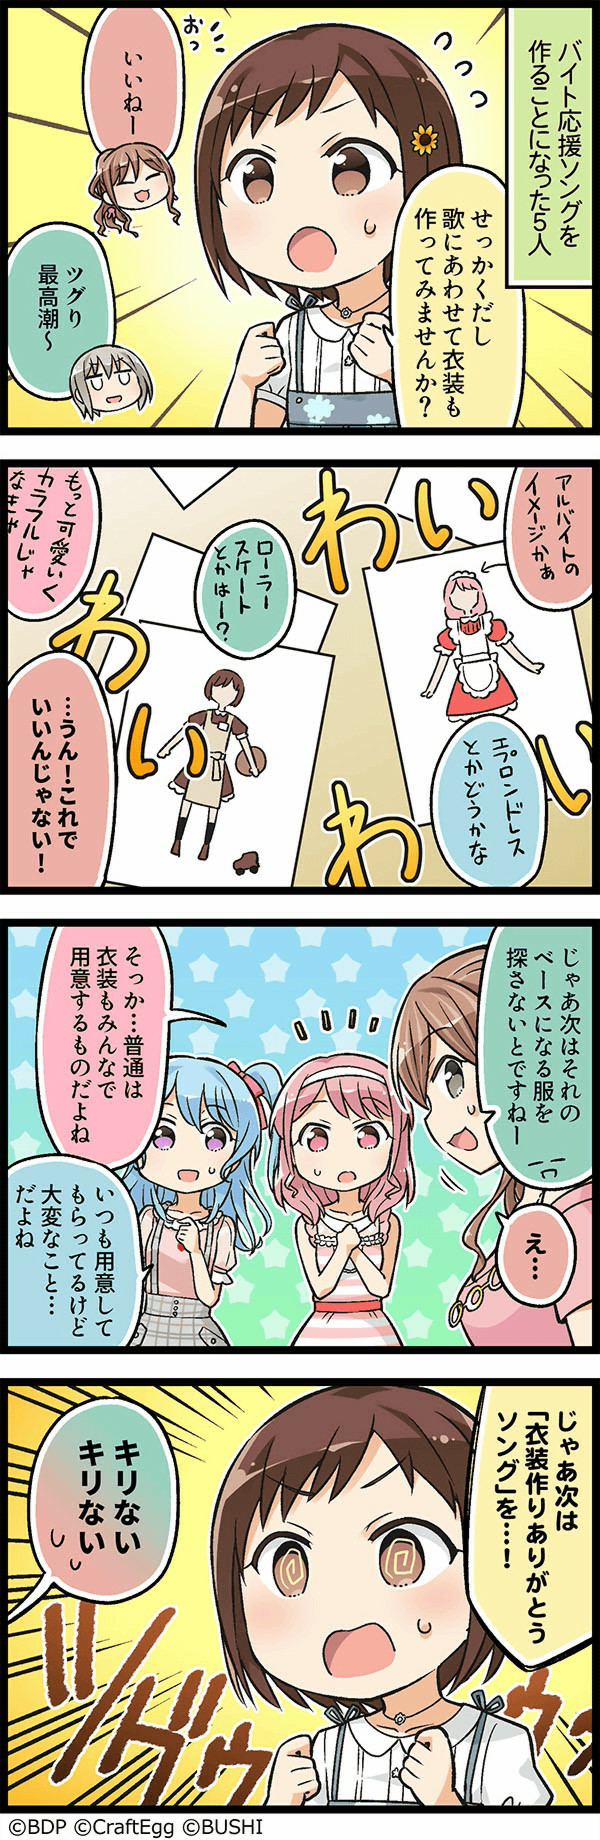 バイト応援ソングを
作ることになった5人
せっかくだし
歌にあわせて衣装も
作ってみませんか?
おっ
いいねー
ツグり
最高潮〜
アルバイトの
イメージかぁ
わい
エプロンドレス
とかどうかな
わい
ローラー
スケート
とかはー?
もっと可愛いく
カラフルじゃ
なきゃ
わい
…うん!これで
いいんじゃない!
じゃあ次はそれの
ベースになる服を
探さないとですねー
え…
そっか…普通は
衣装もみんなで
用意するものだよね
いつも用意して
もらってるけど
大変なこと…
だよね
じゃあ次は
「衣装作りありがとう
ソング」を…!
キリない
キリない
ツグツグ
©BDP ©CraftEgg ©BUSHI